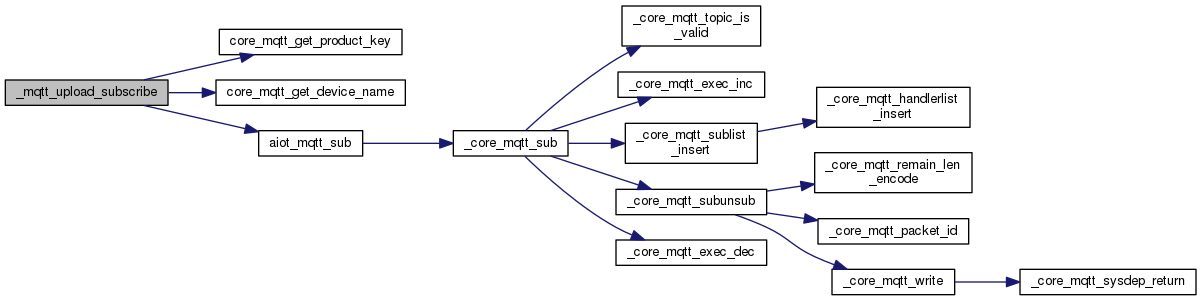 _mqtt_upload_subscribe
core_mqtt_get_product_key
core_mqtt_get_device_name
aiot_mqtt_sub
_core_mqtt_sub
_core_mqtt_topic_is
_valid
_core_mqtt_exec_inc
_core_mqtt_sublist
_insert
_core_mqtt_subunsub
_core_mqtt_exec_dec
_core_mqtt_handlerlist
_insert
_core_mqtt_remain_len
_encode
_core_mqtt_packet_id
_core_mqtt_write
_core_mqtt_sysdep_return